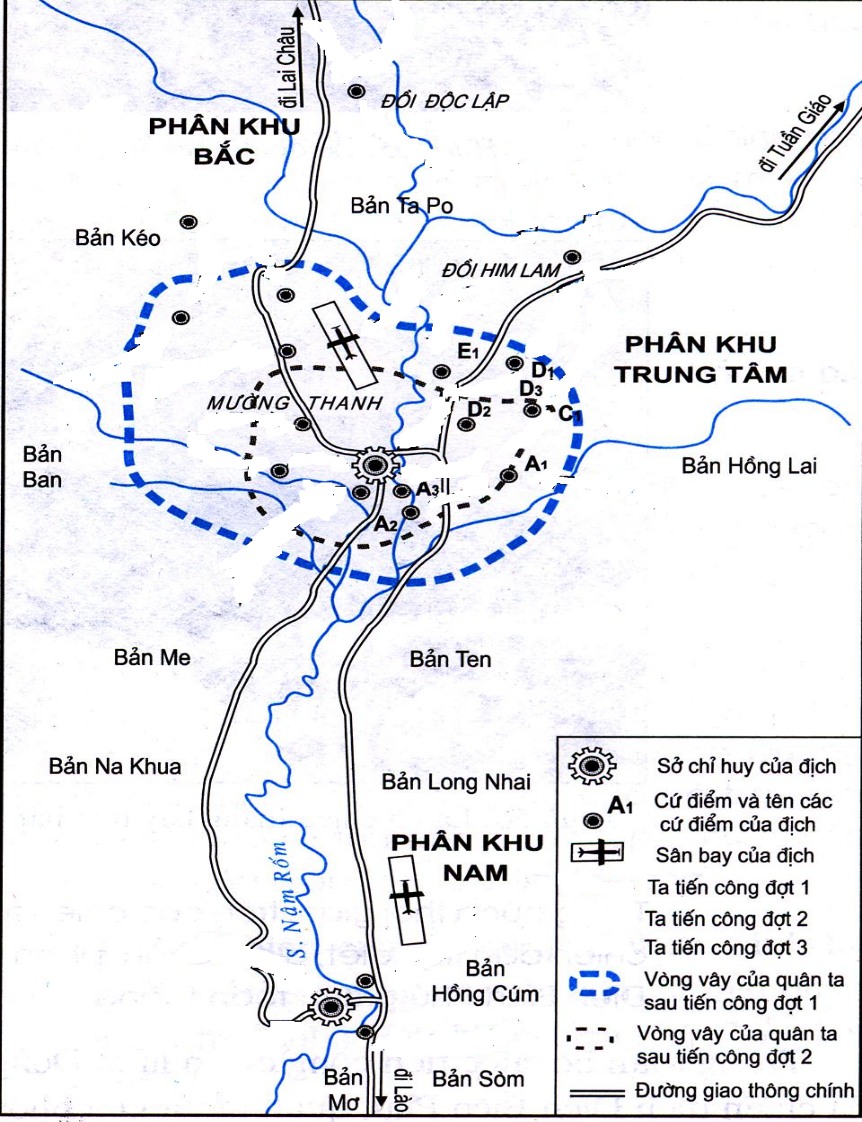 đi Lai Châu
ĐỒI ĐỘC LẬP
đi Tuần Giáo
PHÂN KHU
BẮC
Bản Ta Po
Bản Kéo
ĐỒI HIM LAM
E1
D1
PHÂN KHU
TRUNG TÂM
D3
MƯỜNG THANH
D2
C1
Bản
Ban
A1
Bản Hồng Lai
A3
A2
Bản Me
Bản Ten
Bản Na Khua
Bản Long Nhai
PHÂN KHU
NAM
S. Nậm Rốm
Bản
Hồng Cúm
Bản
Mơ
đi Lào
Bản Sòm
Sở chỉ huy của địch
A1
Cứ điểm và tên các
cứ điểm của địch
Sân bay của địch
Ta tiến công đợt 1
Ta tiến công đợt 2
Ta tiến công đợt 3
Vòng vây của quân ta
sau tiến công đợt 1
Vòng vây của quân ta
sau tiến công đợt 2
Đường giao thông chính